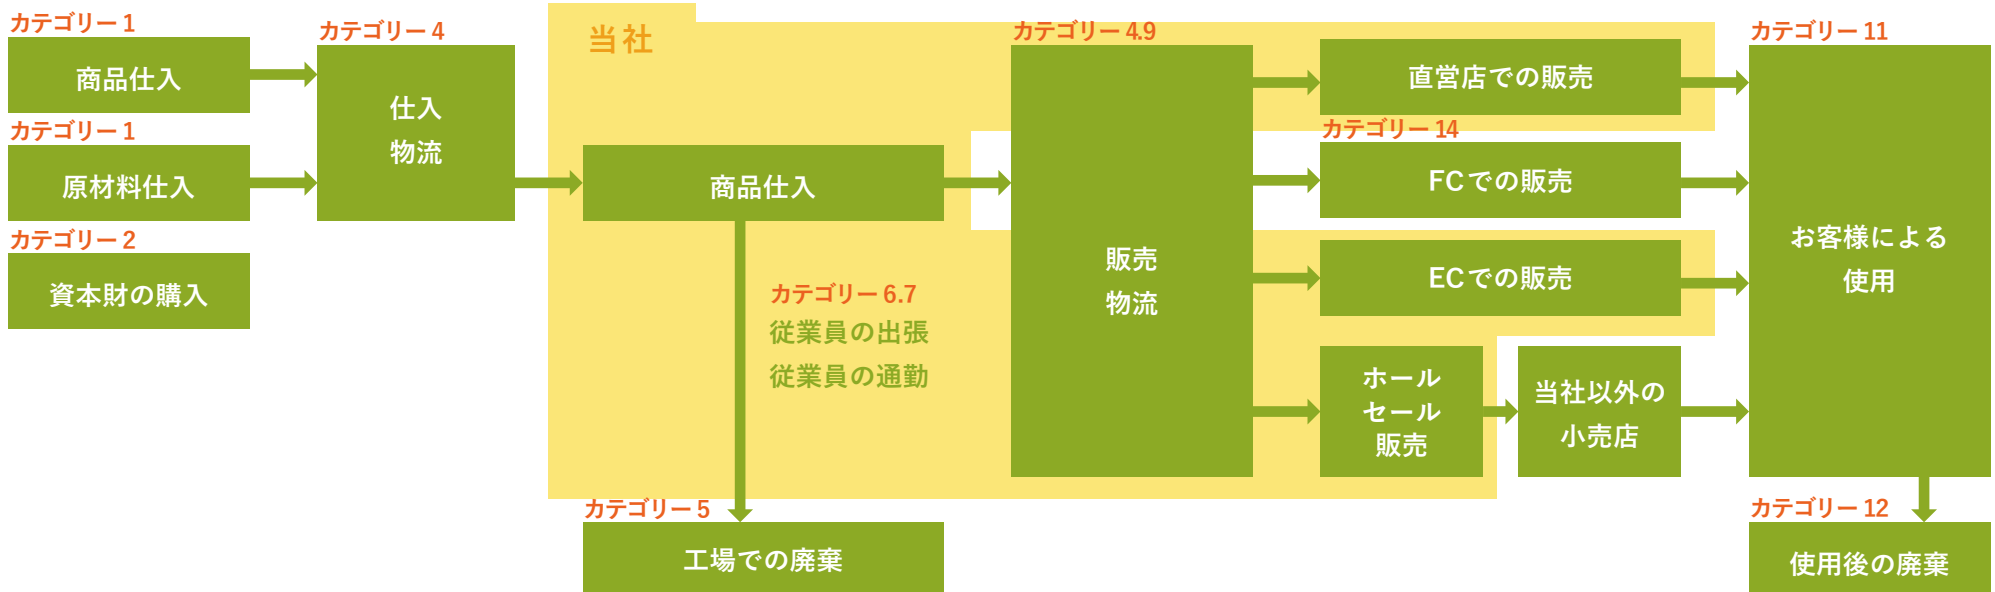 カテゴリー 1
商品仕入
カテゴリー 1
原材料仕入
カテゴリー 2
資本財の購入
カテゴリー 4
仕入
物流
当社
商品仕入
カテゴリー 6.7
従業員の出張
従業員の通勤
カテゴリー 5
工場での廃棄
カテゴリー 4.9
販売
物流
直営店での販売
カテゴリー 14
FCでの販売
ECでの販売
ホール
セール
販売
当社以外の
小売店
カテゴリー 11
お客様による
使用
カテゴリー 12
使用後の廃棄